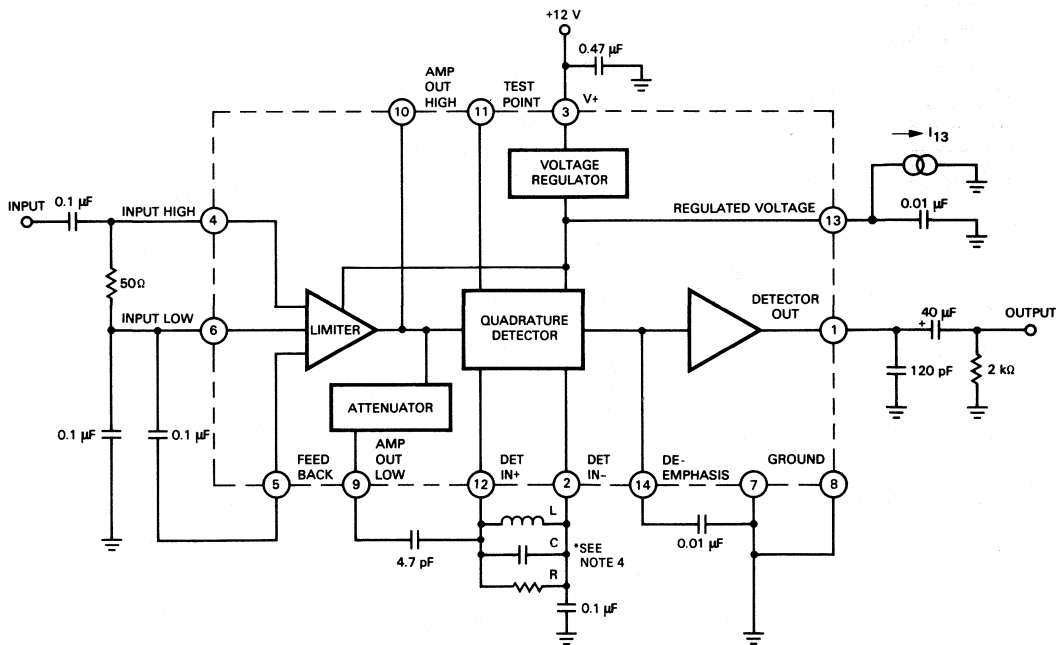 +12 V
0.47 µF
AMP
OUT
HIGH
TEST
POINT
10
11
3
V+
VOLTAGE
REGULATOR
I13
0.1 µF
INPUT
INPUT HIGH
4
REGULATED VOLTAGE
13
0.01 µF
50Ω
INPUT LOW
6
LIMITER
QUADRATURE
DETECTOR
DETECTOR
OUT
1
40 µF
+
OUTPUT
120 pF
2 kΩ
ATTENUATOR
0.1 µF
0.1 µF
FEED
BACK
AMP
OUT
LOW
DET
IN+
DET
IN–
DE-
EMPHASIS
GROUND
5
9
12
2
14
7
8
L
C
R
*SEE
NOTE 4
4.7 pF
0.01 µF
0.1 µF